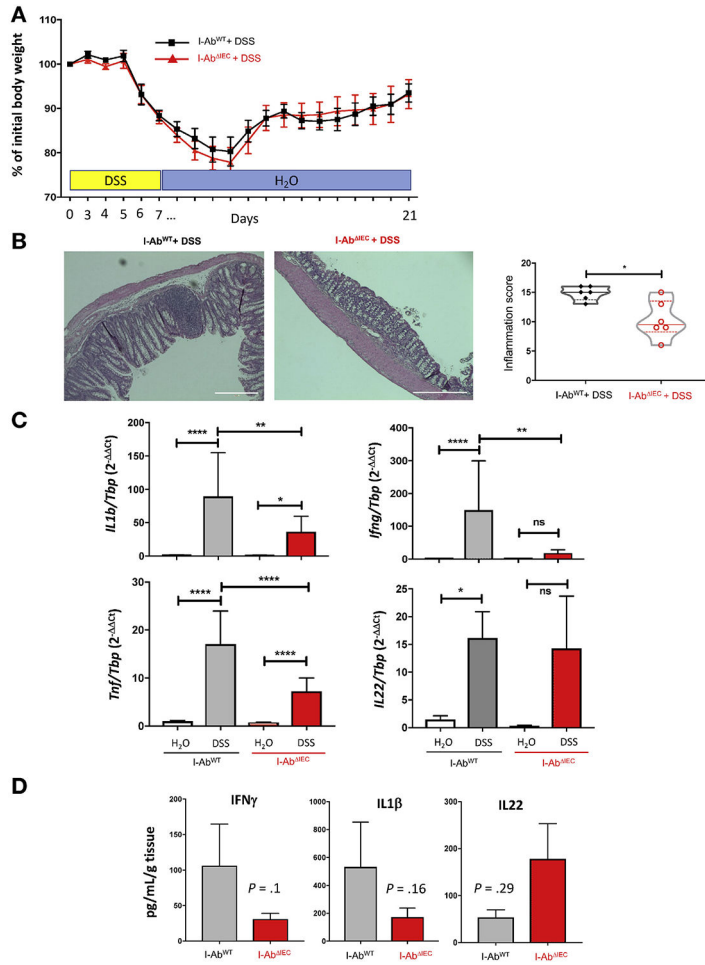 A
% of initial body weight
110
100
90
80
70
I-Ab^WT + DSS
I-Ab^ΔIEC + DSS
DSS
H₂O
0 3 4 5 6 7 ... Days 21
B
I-Ab^WT + DSS
I-Ab^ΔIEC + DSS
Inflammation score
20
15
10
5
0
*
I-Ab^WT + DSS
I-Ab^ΔIEC + DSS
C
IL1b/Tbp (2^-ΔΔCt)
200
150
100
50
0
****
**
*
Ifng/Tbp (2^-ΔΔCt)
400
300
200
100
0
****
**
ns
Tnf/Tbp (2^-ΔΔCt)
30
20
10
0
****
****
****
H₂O DSS H₂O DSS
I-Ab^WT I-Ab^ΔIEC
IL22/Tbp (2^-ΔΔCt)
25
20
15
10
5
0
*
ns
H₂O DSS H₂O DSS
I-Ab^WT I-Ab^ΔIEC
D
pg/mL/g tissue
IFNγ
200
150
100
50
0
P = .1
I-Ab^WT I-Ab^ΔIEC
IL1β
1000
800
600
400
200
0
P = .16
I-Ab^WT I-Ab^ΔIEC
IL22
300
200
100
0
P = .29
I-Ab^WT I-Ab^ΔIEC